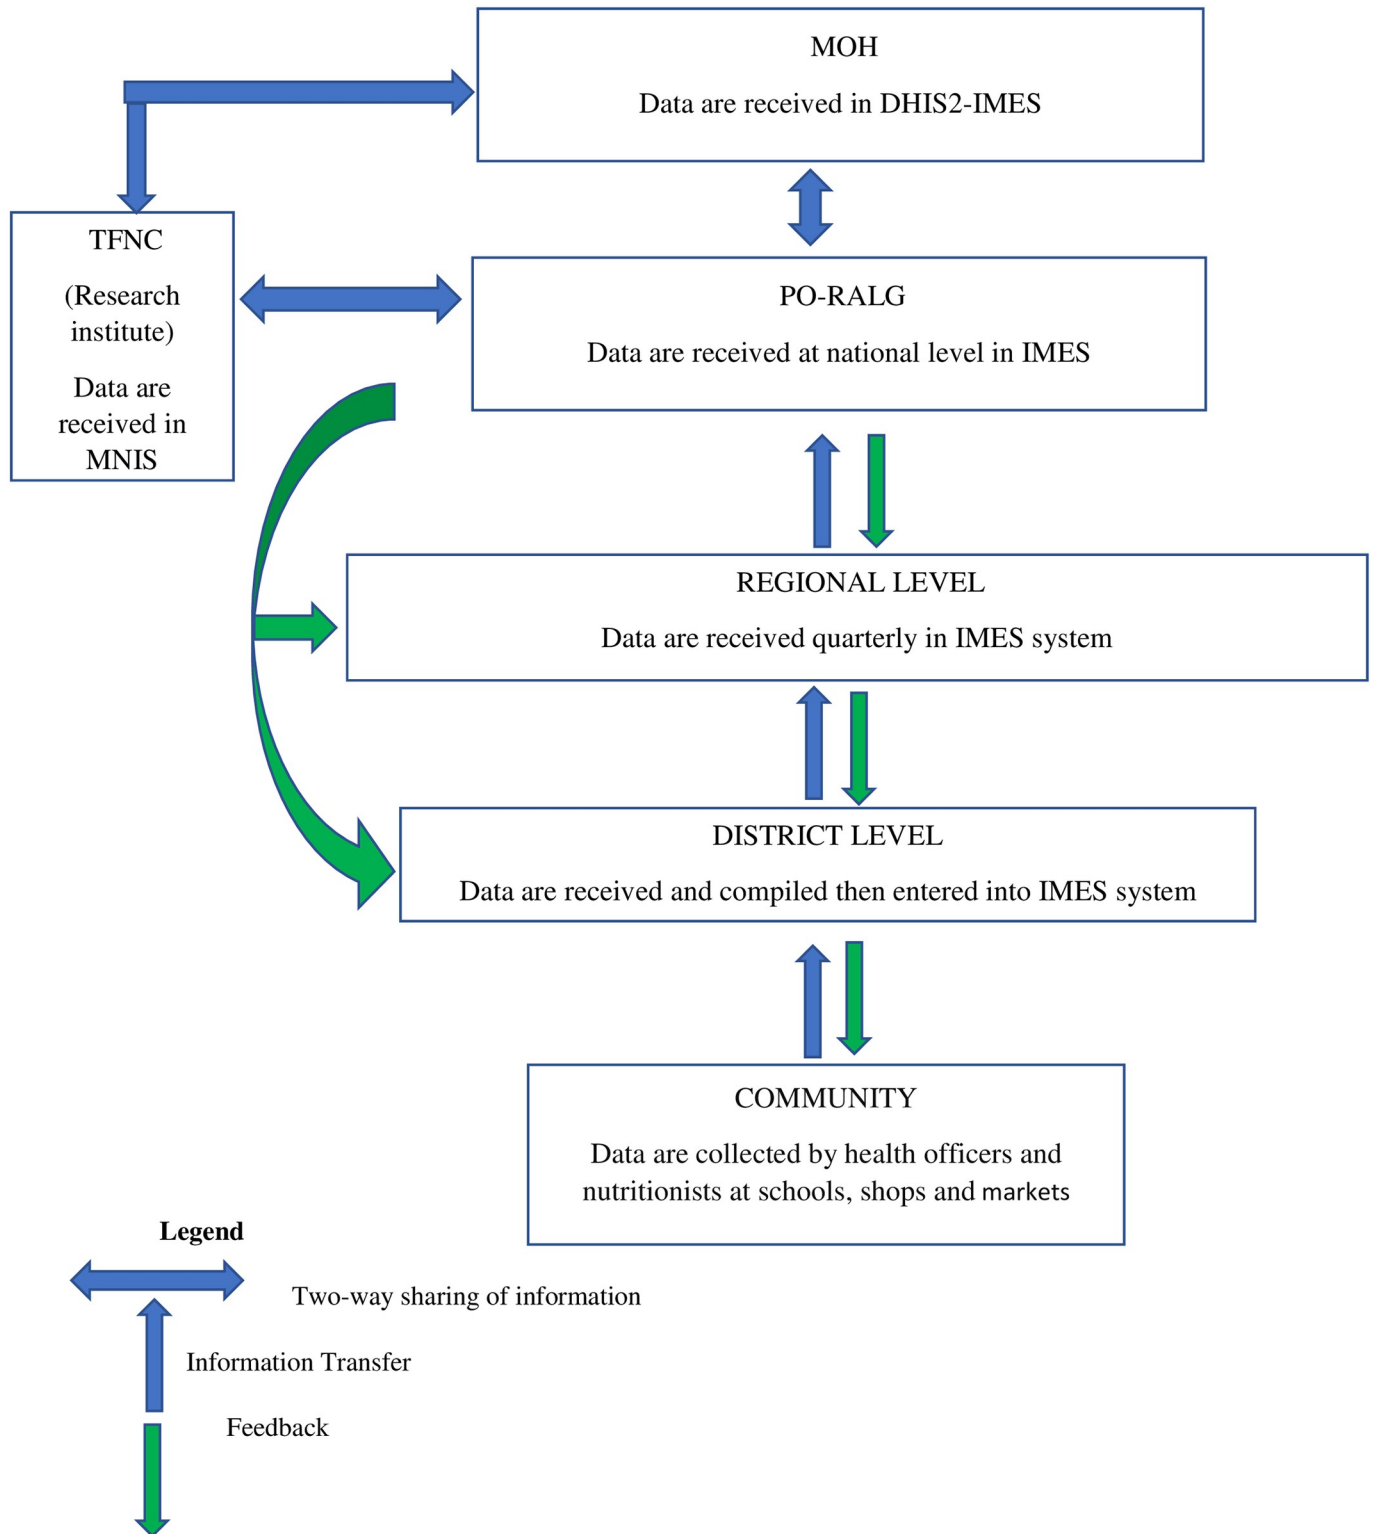 MOH
Data are received in DHIS2-IMES
TFNC
(Research
institute)
Data are
received in
MNIS
PO-RALG
Data are received at national level in IMES
REGIONAL LEVEL
Data are received quarterly in IMES system
DISTRICT LEVEL
Data are received and compiled then entered into IMES system
COMMUNITY
Data are collected by health officers and
nutritionists at schools, shops and markets
Legend
Two-way sharing of information
Information Transfer
Feedback